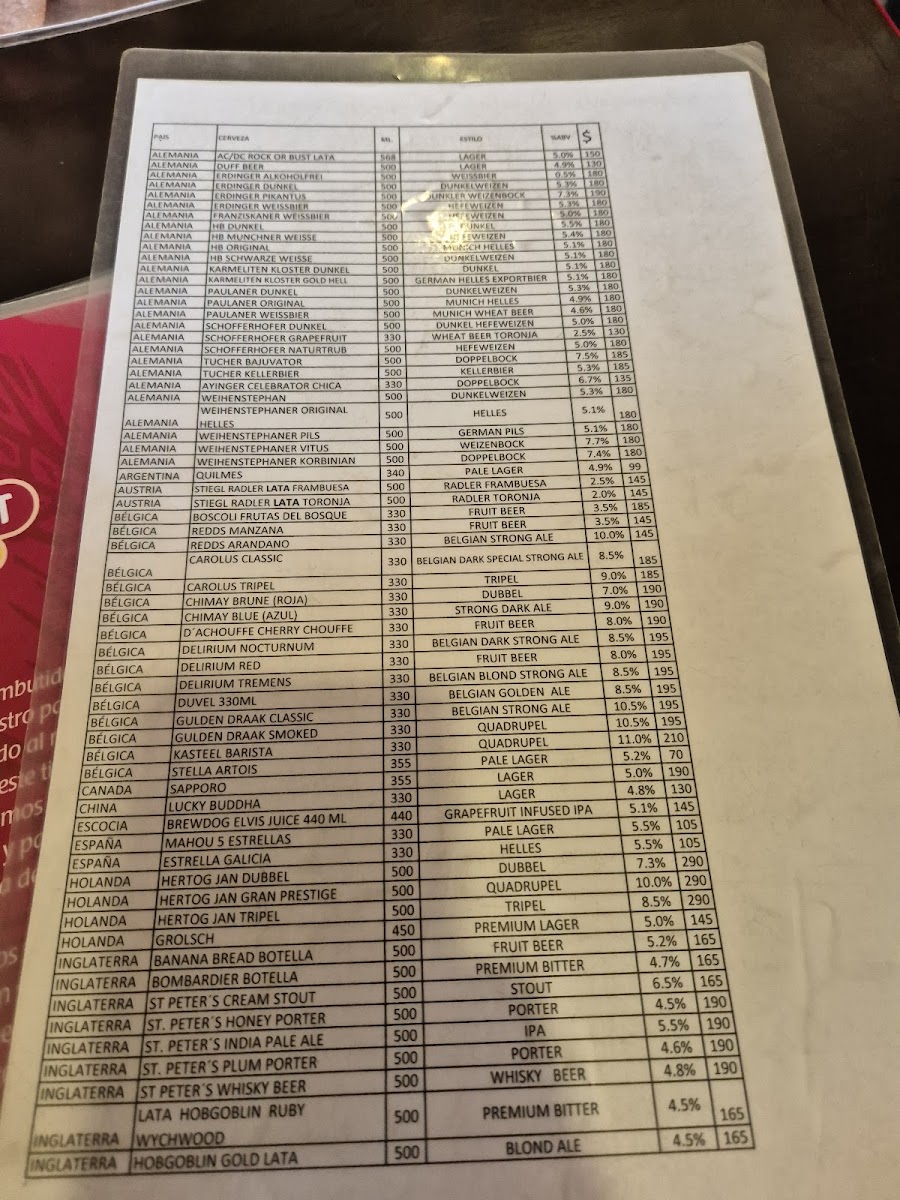 PAIS CERVEZA ML ESTILO %ABV $
ALEMANIA AC/DC ROCK OR BUST LATA 568 LAGER 5.0% 150
ALEMANIA DUFF BEER 500 LAGER 4.9% 130
ALEMANIA ERDINGER ALKOHOLFREI 500 WEISSBIER 0.5% 180
ALEMANIA ERDINGER DUNKEL 500 DUNKELWEIZEN 5.3% 180
ALEMANIA ERDINGER PIKANTUS 500 DUNKLER WEIZENBOCK 7.3% 190
ALEMANIA ERDINGER WEISSBIER 500 HEFEWEIZEN 5.3% 180
ALEMANIA FRANZISKANER WEISSBIER 500 HEFEWEIZEN 5.0% 180
ALEMANIA HB DUNKEL 500 DUNKEL 5.5% 180
ALEMANIA HB MUNCHNER WEISSE 500 HEFEWEIZEN 5.4% 180
ALEMANIA HB ORIGINAL 500 MUNICH HELLES 5.1% 180
ALEMANIA HB SCHWARZE WEISSE 500 DUNKELWEIZEN 5.1% 180
ALEMANIA KARMELITEN KLOSTER DUNKEL 500 DUNKEL 5.1% 180
ALEMANIA KARMELITEN KLOSTER GOLD HELL 500 GERMAN HELLES EXPORTBIER 5.1% 180
ALEMANIA PAULANER DUNKEL 500 DUNKELWEIZEN 5.3% 180
ALEMANIA PAULANER ORIGINAL 500 MUNICH HELLES 4.9% 180
ALEMANIA PAULANER WEISSBIER 500 MUNICH WHEAT BEER 4.6% 180
ALEMANIA SCHOFFERHOFER DUNKEL 500 DUNKEL HEFEWEIZEN 5.0% 180
ALEMANIA SCHOFFERHOFER GRAPEFRUIT 330 WHEAT BEER TORONJA 2.5% 130
ALEMANIA SCHOFFERHOFER NATURTRUB 500 HEFEWEIZEN 5.0% 180
ALEMANIA TUCHER BAJUVATOR 500 DOPPELBOCK 7.5% 185
ALEMANIA TUCHER KELLERBIER 500 KELLERBIER 5.3% 185
ALEMANIA AYINGER CELEBRATOR CHICA 330 DOPPELBOCK 6.7% 135
ALEMANIA WEIHENSTEPHAN 500 DUNKELWEIZEN 5.3% 180
WEIHENSTEPHANER ORIGINAL
ALEMANIA HELLES 500 HELLES 5.1% 180
ALEMANIA WEIHENSTEPHANER PILS 500 GERMAN PILS 5.1% 180
ALEMANIA WEIHENSTEPHANER VITUS 500 WEIZENBOCK 7.7% 180
ALEMANIA WEIHENSTEPHANER KORBINIAN 500 DOPPELBOCK 7.4% 180
ARGENTINA QUILMES 340 PALE LAGER 4.9% 99
AUSTRIA STIEGL RADLER LATA FRAMBUESA 500 RADLER FRAMBUESA 2.5% 145
AUSTRIA STIEGL RADLER LATA TORONJA 500 RADLER TORONJA 2.0% 145
BÉLGICA BOSCOLI FRUTAS DEL BOSQUE 330 FRUIT BEER 3.5% 185
BÉLGICA REDDS MANZANA 330 FRUIT BEER 3.5% 145
BÉLGICA REDDS ARANDANO 330 BELGIAN STRONG ALE 10.0% 145
BÉLGICA CAROLUS CLASSIC 330 BELGIAN DARK SPECIAL STRONG ALE 8.5% 185
BÉLGICA CAROLUS TRIPEL 330 TRIPEL 9.0% 185
BÉLGICA CHIMAY BRUNE (ROJA) 330 DUBBEL 7.0% 190
BÉLGICA CHIMAY BLUE (AZUL) 330 STRONG DARK ALE 9.0% 190
BÉLGICA D´ACHOUFFE CHERRY CHOUFFE 330 FRUIT BEER 8.0% 190
BÉLGICA DELIRIUM NOCTURNUM 330 BELGIAN DARK STRONG ALE 8.5% 195
BÉLGICA DELIRIUM RED 330 FRUIT BEER 8.0% 195
BÉLGICA DELIRIUM TREMENS 330 BELGIAN BLOND STRONG ALE 8.5% 195
BÉLGICA DUVEL 330ML 330 BELGIAN GOLDEN ALE 8.5% 195
BÉLGICA GULDEN DRAAK CLASSIC 330 BELGIAN STRONG ALE 10.5% 195
BÉLGICA GULDEN DRAAK SMOKED 330 QUADRUPEL 10.5% 195
BÉLGICA KASTEEL BARISTA 330 QUADRUPEL 11.0% 210
BÉLGICA STELLA ARTOIS 355 PALE LAGER 5.2% 70
CANADA SAPPORO 355 LAGER 5.0% 190
CHINA LUCKY BUDDHA 330 LAGER 4.8% 130
ESCOCIA BREWDOG ELVIS JUICE 440 ML 440 GRAPEFRUIT INFUSED IPA 5.1% 145
ESPAÑA MAHOU 5 ESTRELLAS 330 PALE LAGER 5.5% 105
ESPAÑA ESTRELLA GALICIA 330 HELLES 5.5% 105
HOLANDA HERTOG JAN DUBBEL 500 DUBBEL 7.3% 290
HOLANDA HERTOG JAN GRAN PRESTIGE 500 QUADRUPEL 10.0% 290
HOLANDA HERTOG JAN TRIPEL 500 TRIPEL 8.5% 290
HOLANDA GROLSCH 450 PREMIUM LAGER 5.0% 145
INGLATERRA BANANA BREAD BOTELLA 500 FRUIT BEER 5.2% 165
INGLATERRA BOMBARDIER BOTELLA 500 PREMIUM BITTER 4.7% 165
INGLATERRA ST PETER´S CREAM STOUT 500 STOUT 6.5% 165
INGLATERRA ST. PETER´S HONEY PORTER 500 PORTER 4.5% 190
INGLATERRA ST. PETER´S INDIA PALE ALE 500 IPA 5.5% 190
INGLATERRA ST. PETER´S PLUM PORTER 500 PORTER 4.6% 190
INGLATERRA ST PETER´S WHISKY BEER 500 WHISKY BEER 4.8% 190
LATA HOBGOBLIN RUBY
INGLATERRA WYCHWOOD 500 PREMIUM BITTER 4.5% 165
INGLATERRA HOBGOBLIN GOLD LATA 500 BLOND ALE 4.5% 165